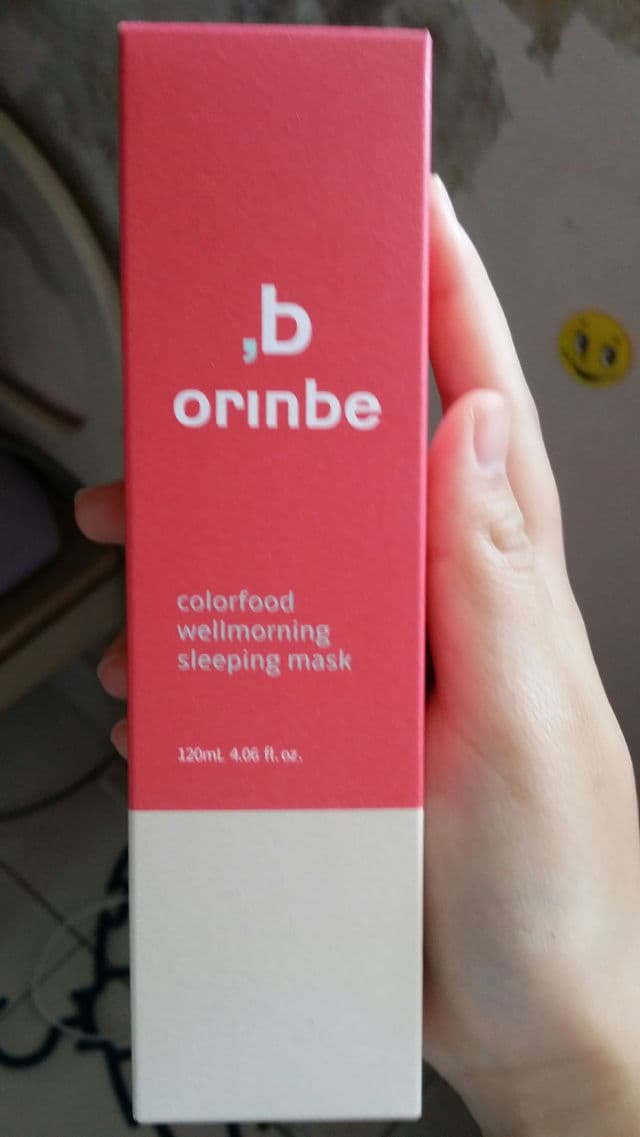 ,b
orinbe
colorfood
wellmorning
sleeping mask
120mL 4.06 fl. oz.